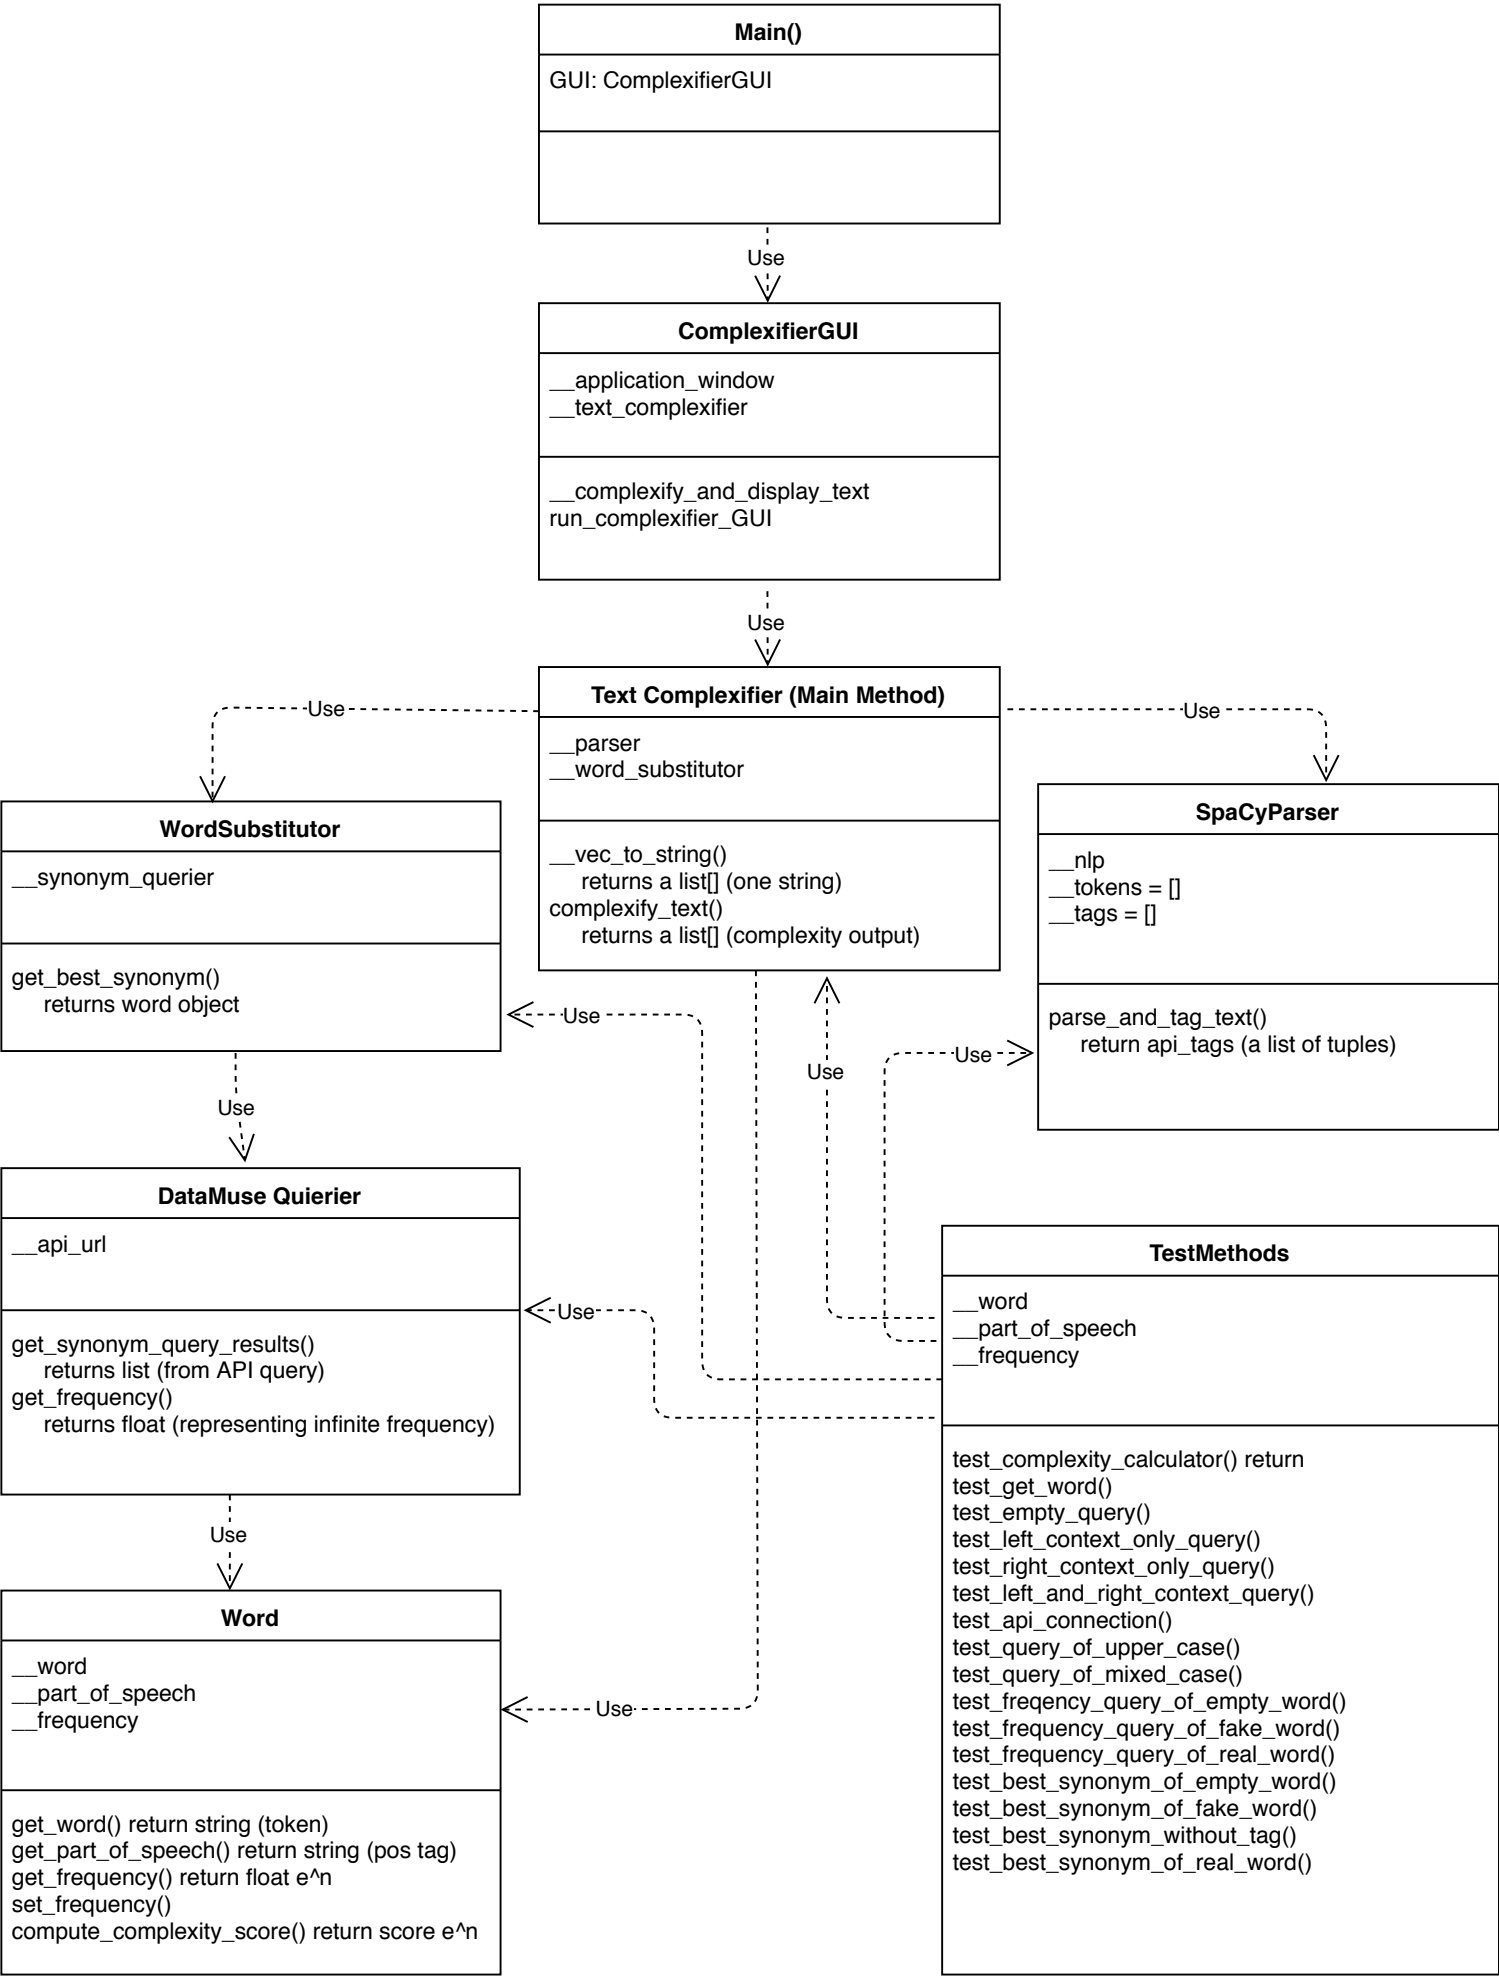 Main()
GUI: ComplexifierGUI
Use
ComplexifierGUI
__application_window
__text_complexifier
__complexify_and_display_text
run_complexifier_GUI
Use
Text Complexifier (Main Method)
__parser
__word_substitutor
__vec_to_string()
returns a list[] (one string)
complexify_text()
returns a list[] (complexity output)
Use
Use
WordSubstitutor
__synonym_querier
get_best_synonym()
returns word object
SpaCyParser
__nlp
__tokens = []
__tags = []
parse_and_tag_text()
return api_tags (a list of tuples)
Use
Use
Use
Use
DataMuse Quierier
__api_url
get_synonym_query_results()
returns list (from API query)
get_frequency()
returns float (representing infinite frequency)
Use
Use
Word
__word
__part_of_speech
__frequency
get_word() return string (token)
get_part_of_speech() return string (pos tag)
get_frequency() return float e^n
set_frequency()
compute_complexity_score() return score e^n
Use
TestMethods
__word
__part_of_speech
__frequency
test_complexity_calculator() return
test_get_word()
test_empty_query()
test_left_context_only_query()
test_right_context_only_query()
test_left_and_right_context_query()
test_api_connection()
test_query_of_upper_case()
test_query_of_mixed_case()
test_freqency_query_of_empty_word()
test_frequency_query_of_fake_word()
test_frequency_query_of_real_word()
test_best_synonym_of_empty_word()
test_best_synonym_of_fake_word()
test_best_synonym_without_tag()
test_best_synonym_of_real_word()